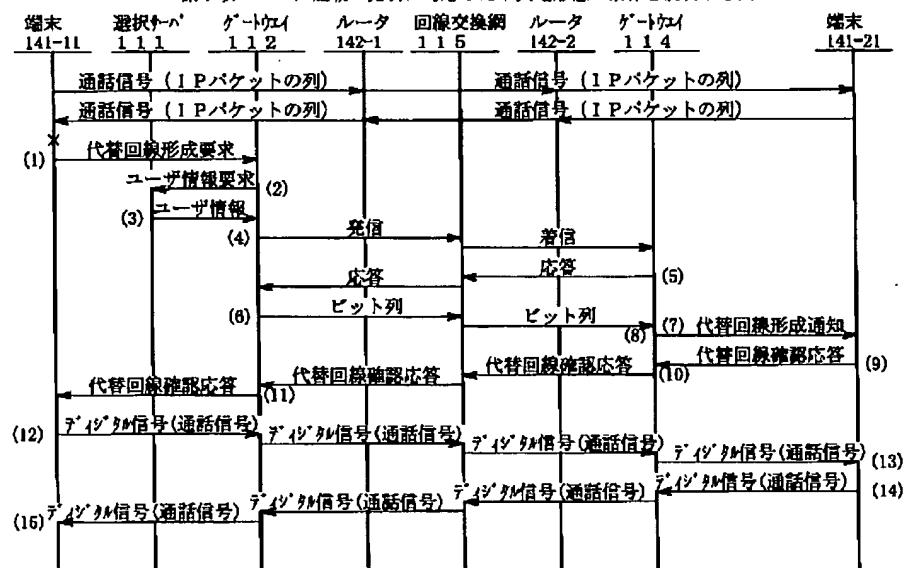 端末 選択サーバ ゲートウェイ ルータ 回線交換網 ルータ ゲートウェイ 端末
141-11 1 1 1 1 1 2 142-1 1 1 5 142-2 1 1 4 141-21
通話信号（IPパケットの列） 通話信号（IPパケットの列）
通話信号（IPパケットの列） 通話信号（IPパケットの列）
(1) 代替回線形成要求
ユーザ情報要求 (2)
(3) ユーザ情報
(4) 発信 着信
応答 応答 (5)
(6) ビット列 ビット列 (8) (7) 代替回線形成通知
代替回線確認応答 (9)
代替回線確認応答 (10)
代替回線確認応答 代替回線確認応答 (11)
(12) ディジタル信号(通話信号) ディジタル信号(通話信号)
ディジタル信号(通話信号) ディジタル信号(通話信号) (13)
ディジタル信号(通話信号) ディジタル信号(通話信号) (14)
(15) ディジタル信号(通話信号) ディジタル信号(通話信号)